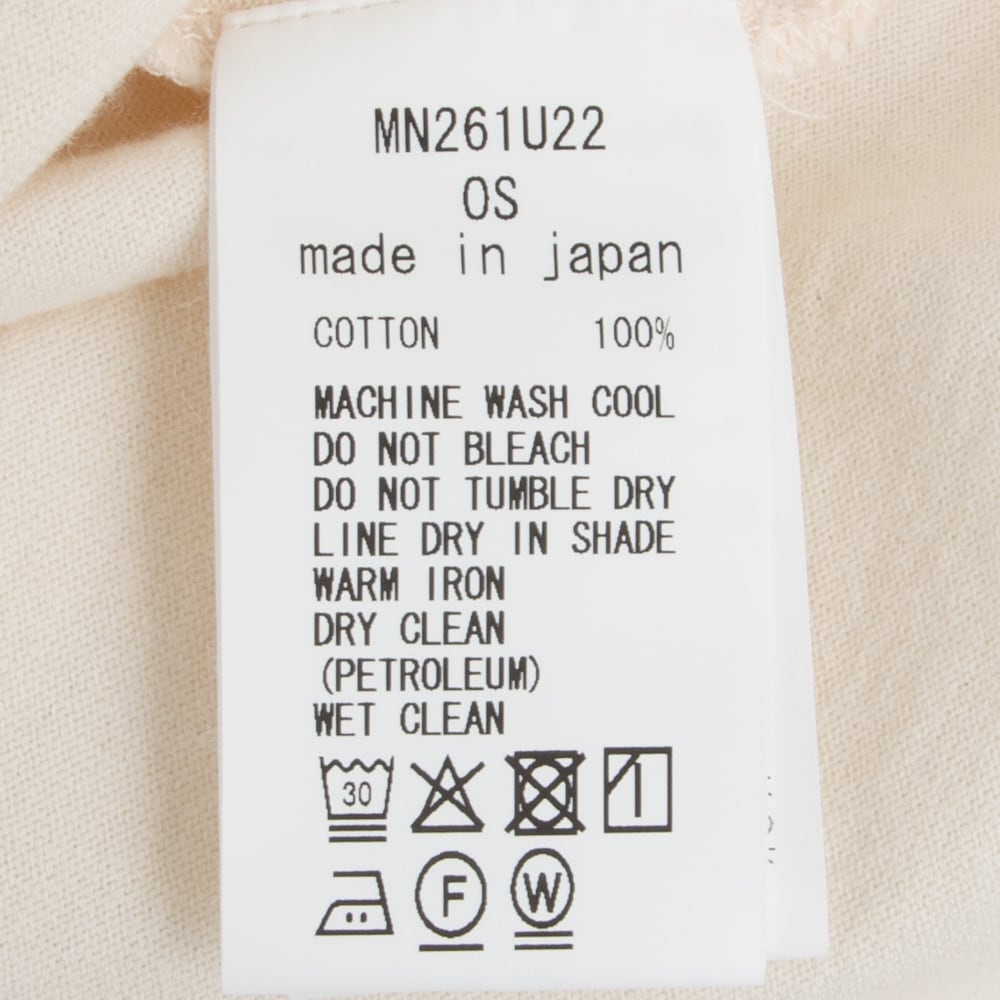 MN261U22
OS
made in japan
COTTON 100%
MACHINE WASH COOL
DO NOT BLEACH
DO NOT TUMBLE DRY
LINE DRY IN SHADE
WARM IRON
DRY CLEAN
(PETROLEUM)
WET CLEAN
30
F W